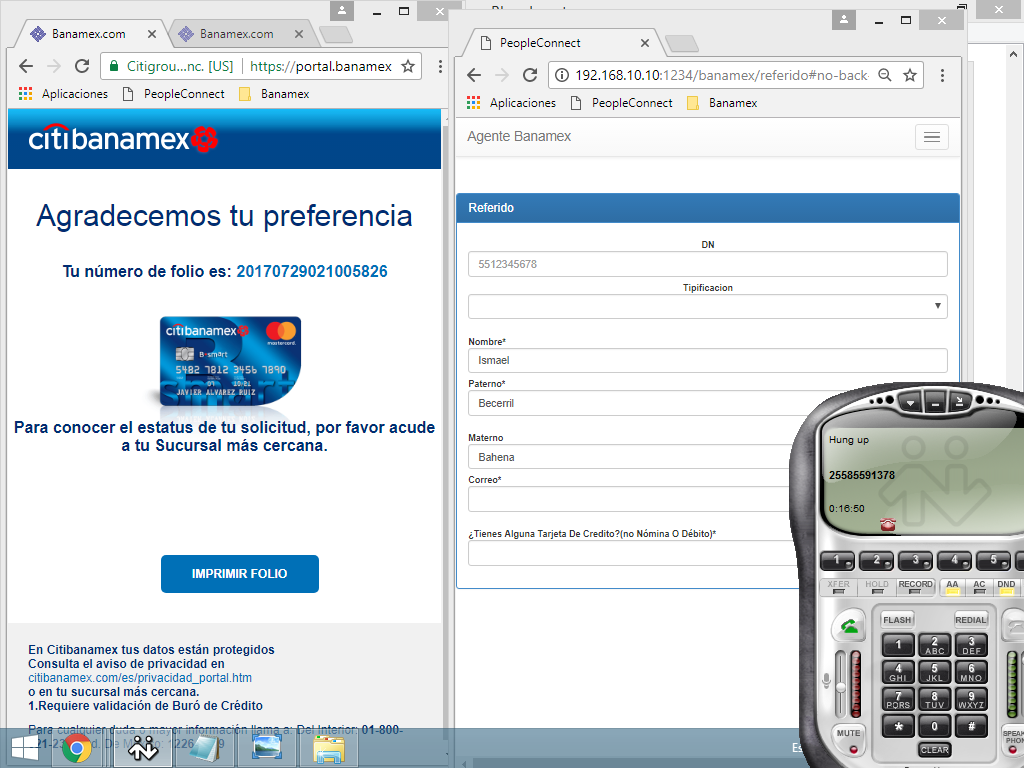 Banamex.com
Banamex.com
Citigrou...nc. [US]
https://portal.banamex
Aplicaciones
PeopleConnect
Banamex
citibanamex
Agradecemos tu preferencia
Tu número de folio es: 20170729021005826
citibanamex
mastercard.
B•smart
5482 7812 3456 7890
10/21
JAVIER ALVAREZ RUIZ
Para conocer el estatus de tu solicitud, por favor acude
a tu Sucursal más cercana.
IMPRIMIR FOLIO
En Citibanamex tus datos están protegidos
Consulta el aviso de privacidad en
citibanamex.com/es/privacidad_portal.htm
o en tu sucursal más cercana.
1.Requiere validación de Buró de Crédito
Para cualquier duda o mayor información llama a: Del Interior: 01-800-
PeopleConnect
192.168.10.10:1234/banamex/referido#no-back-
Aplicaciones
PeopleConnect
Banamex
Agente Banamex
Referido
DN
5512345678
Tipificacion
Nombre*
Ismael
Paterno*
Becerril
Materno
Bahena
Correo*
¿Tienes Alguna Tarjeta De Credito?(no Nómina O Débito)*
Hung up
25585591378
0:16:50
1 2 3 4 5
XFER HOLD RECORD AA AC DND
FLASH REDIAL
1 2 ABC 3 DEF
4 GHI 5 JKL 6 MNO
7 PQRS 8 TUV 9 WXYZ
* 0 #
MUTE
CLEAR